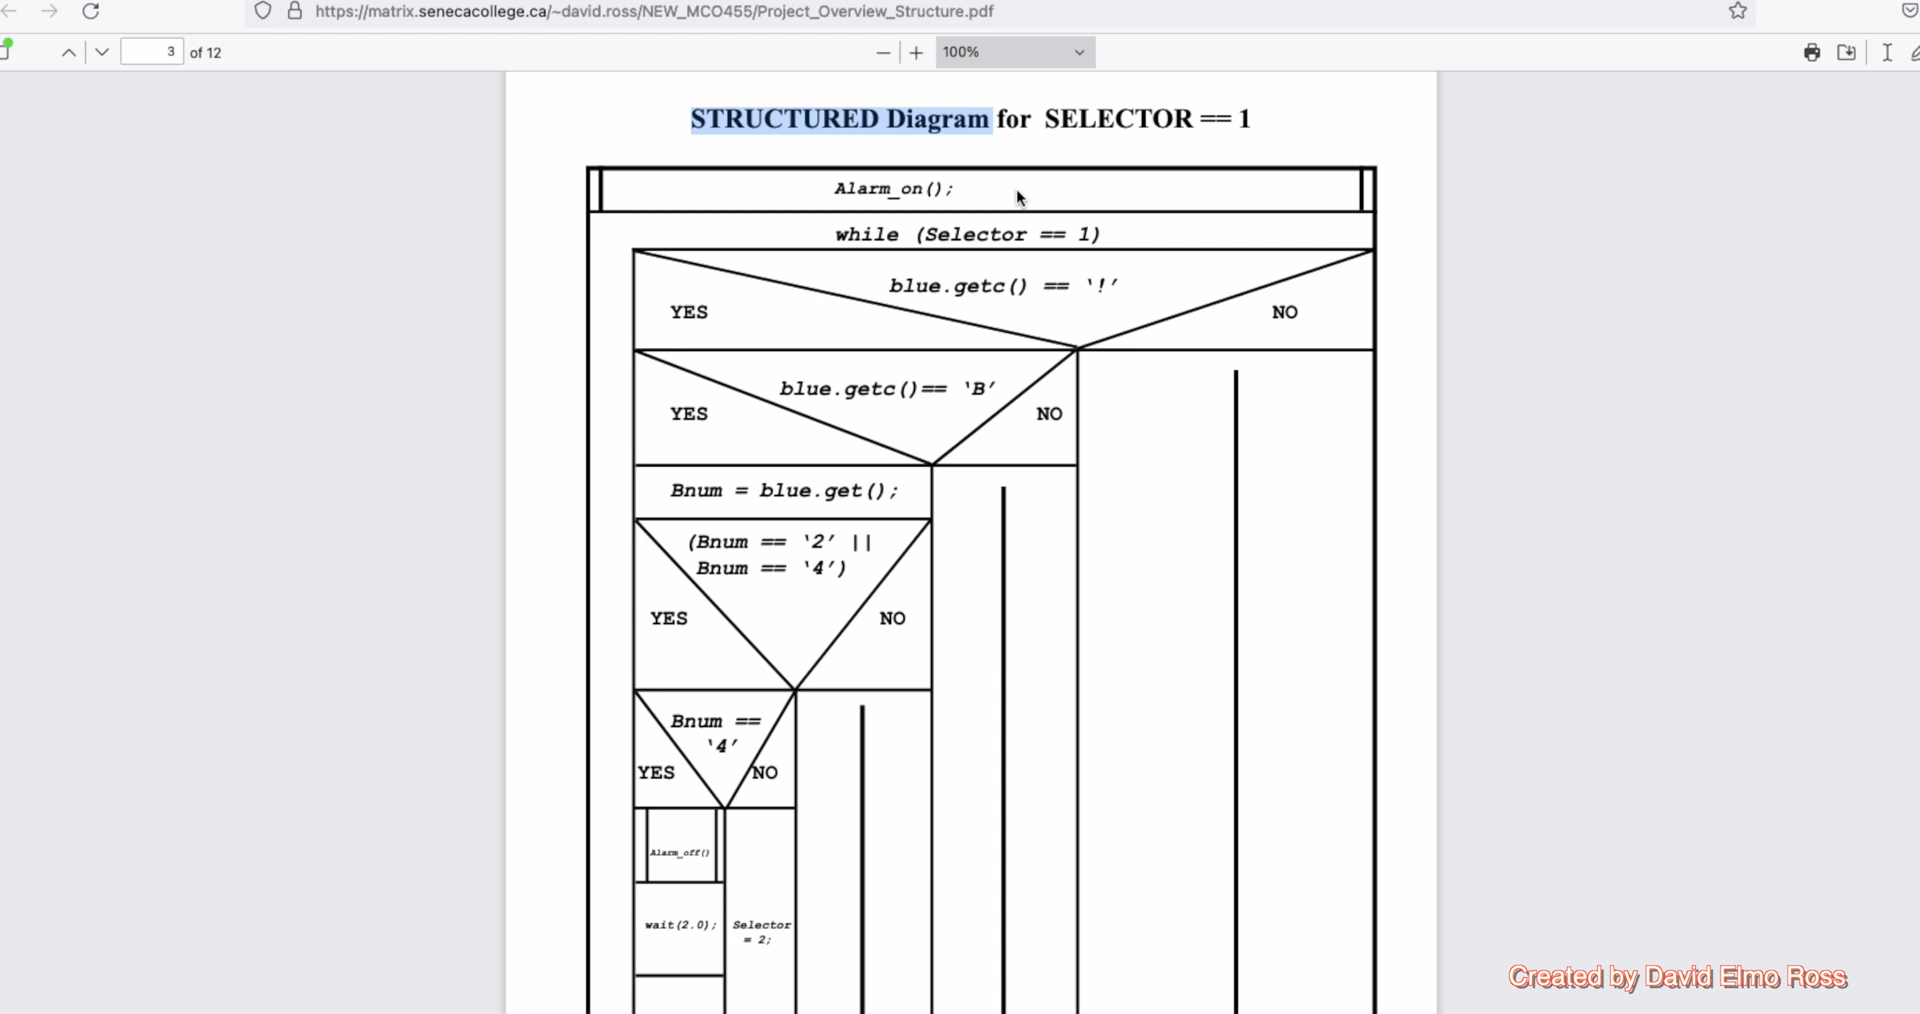 https://matrix.senecacollege.ca/~david.ross/NEW_MCO455/Project_Overview_Structure.pdf
3 of 12
100%
STRUCTURED Diagram for SELECTOR == 1
Alarm_on();
while (Selector == 1)
blue.getc() == ‘!’
YES
NO
blue.getc()== ‘B’
YES
NO
Bnum = blue.get();
(Bnum == ‘2’ ||
Bnum == ‘4’)
YES
NO
Bnum ==
‘4’
YES
NO
Alarm_off()
wait(2.0);
Selector
= 2;
Created by David Elmo Ross